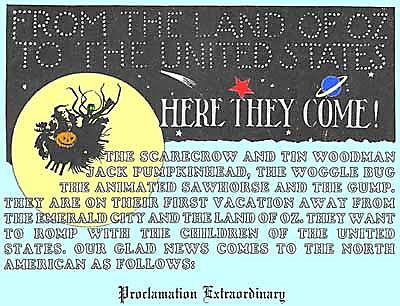 FROM THE LAND OF OZ
TO THE UNITED STATES
HERE THEY COME!
THE SCARECROW AND TIN WOODMAN
JACK PUMPKINHEAD, THE WOGGLE BUG
THE ANIMATED SAWHORSE AND THE GUMP.
THEY ARE ON THEIR FIRST VACATION AWAY FROM
THE EMERALD CITY AND THE LAND OF OZ. THEY WANT
TO ROMP WITH THE CHILDREN OF THE UNITED
STATES. OUR GLAD NEWS COMES TO THE NORTH
AMERICAN AS FOLLOWS:
Proclamation Extraordinary